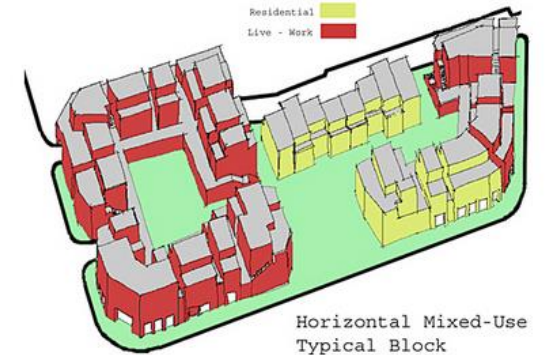 Residential
Live - Work
Horizontal Mixed-Use
Typical Block